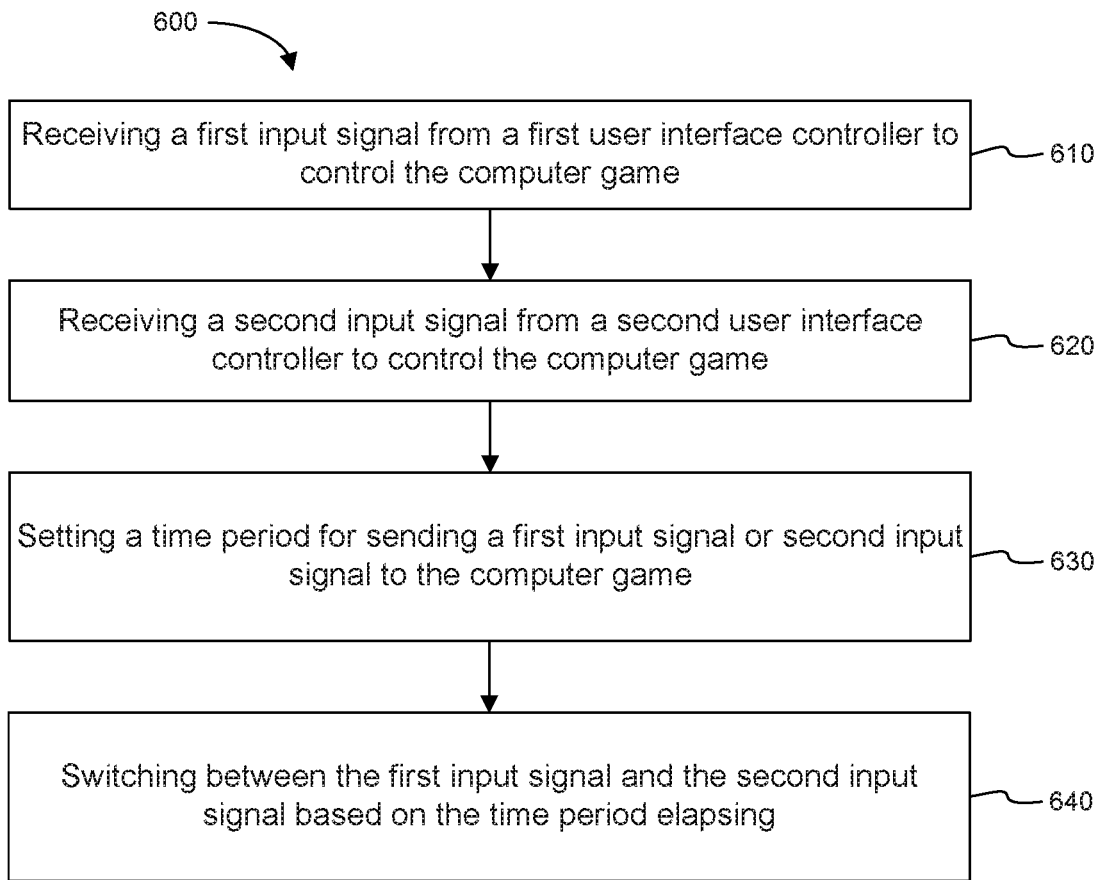 600
Receiving a first input signal from a first user interface controller to
control the computer game
610
Receiving a second input signal from a second user interface
controller to control the computer game
620
Setting a time period for sending a first input signal or second input
signal to the computer game
630
Switching between the first input signal and the second input
signal based on the time period elapsing
640